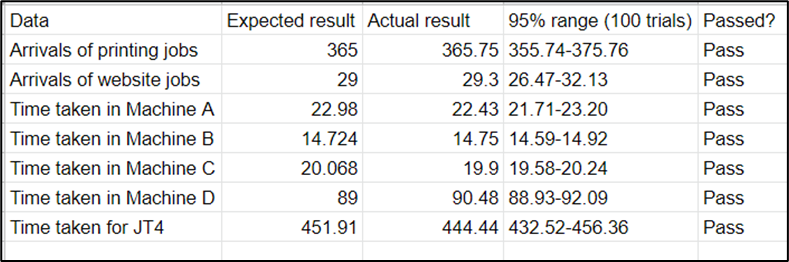 Data Expected result Actual result 95% range (100 trials) Passed?
Arrivals of printing jobs 365 365.75 355.74-375.76 Pass
Arrivals of website jobs 29 29.3 26.47-32.13 Pass
Time taken in Machine A 22.98 22.43 21.71-23.20 Pass
Time taken in Machine B 14.724 14.75 14.59-14.92 Pass
Time taken in Machine C 20.068 19.9 19.58-20.24 Pass
Time taken in Machine D 89 90.48 88.93-92.09 Pass
Time taken for JT4 451.91 444.44 432.52-456.36 Pass